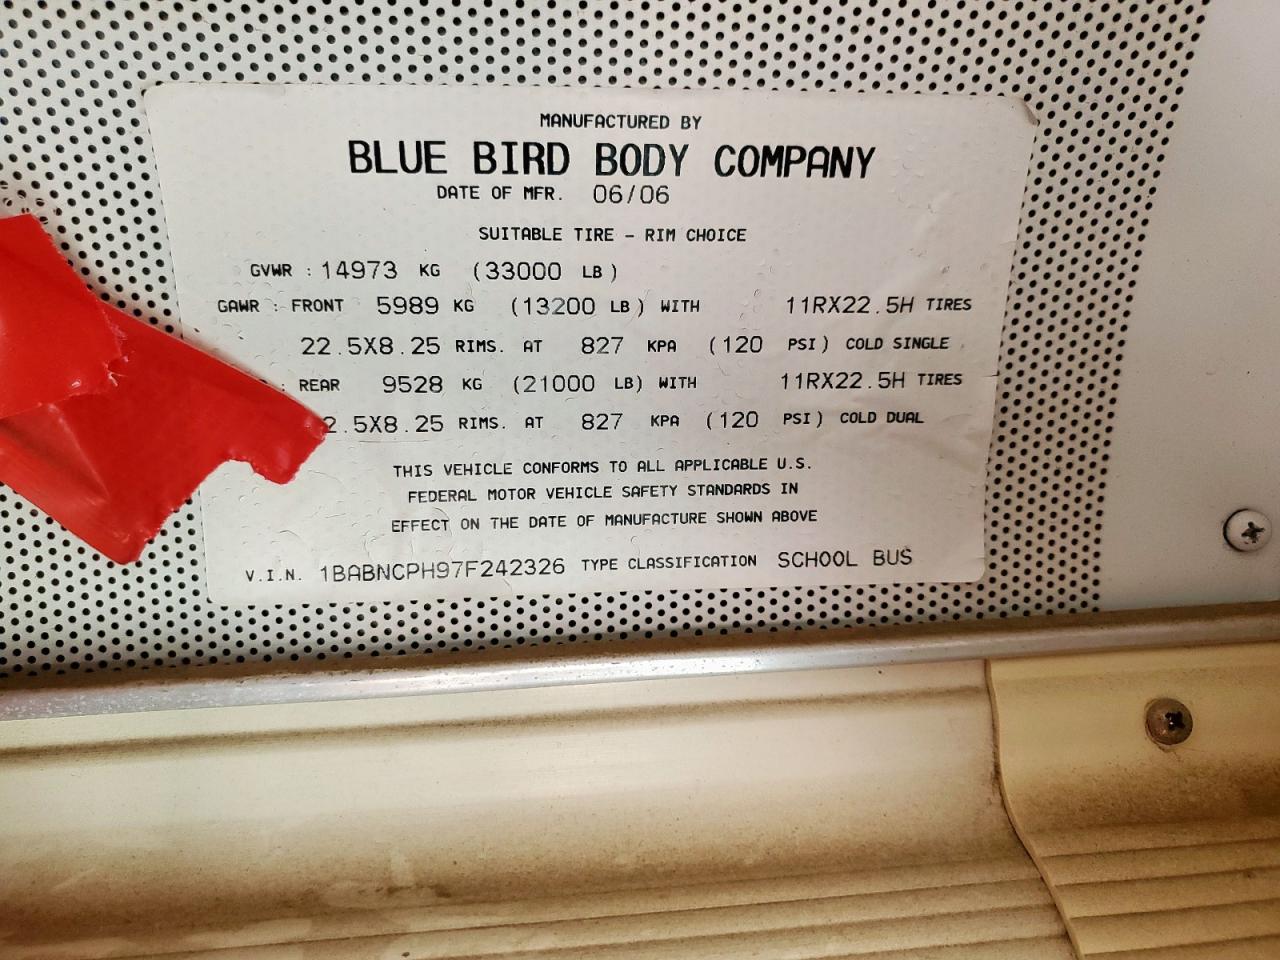 MANUFACTURED BY
BLUE BIRD BODY COMPANY
DATE OF MFR. 06/06
SUITABLE TIRE - RIM CHOICE
GVWR : 14973 KG (33000 LB)
GAWR : FRONT 5989 KG (13200 LB) WITH 11RX22.5H TIRES
22.5X8.25 RIMS. AT 827 KPA (120 PSI) COLD SINGLE
: REAR 9528 KG (21000 LB) WITH 11RX22.5H TIRES
2.5X8.25 RIMS. AT 827 KPA (120 PSI) COLD DUAL
THIS VEHICLE CONFORMS TO ALL APPLICABLE U.S.
FEDERAL MOTOR VEHICLE SAFETY STANDARDS IN
EFFECT ON THE DATE OF MANUFACTURE SHOWN ABOVE
V.I.N. 1BABNCPH97F242326 TYPE CLASSIFICATION SCHOOL BUS